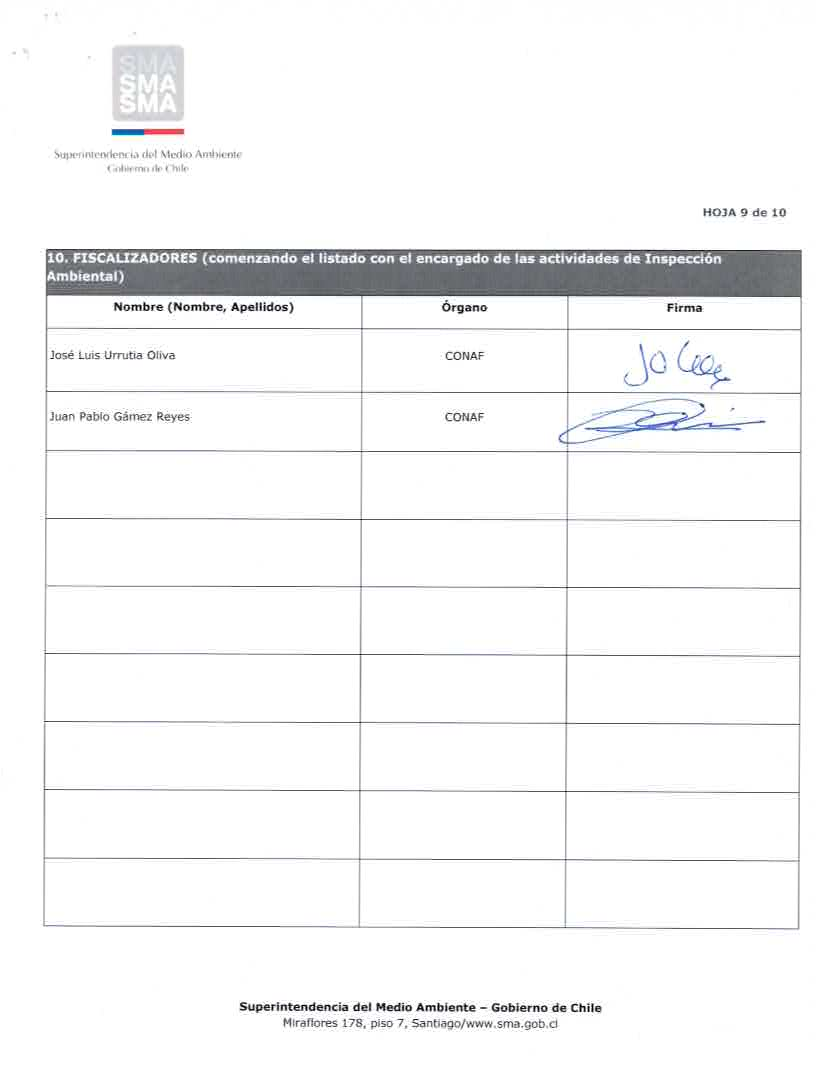 SMA
SMA
SMA
Superintendencia del Medio Ambiente
Gobierno de Chile
HOJA 9 de 10
10. FISCALIZADORES (comenzando el listado con el encargado de las actividades de Inspección
Ambiental)
Nombre (Nombre, Apellidos) Órgano Firma
José Luis Urrutia Oliva CONAF
Juan Pablo Gámez Reyes CONAF
Superintendencia del Medio Ambiente – Gobierno de Chile
Miraflores 178, piso 7, Santiago/www.sma.gob.cl